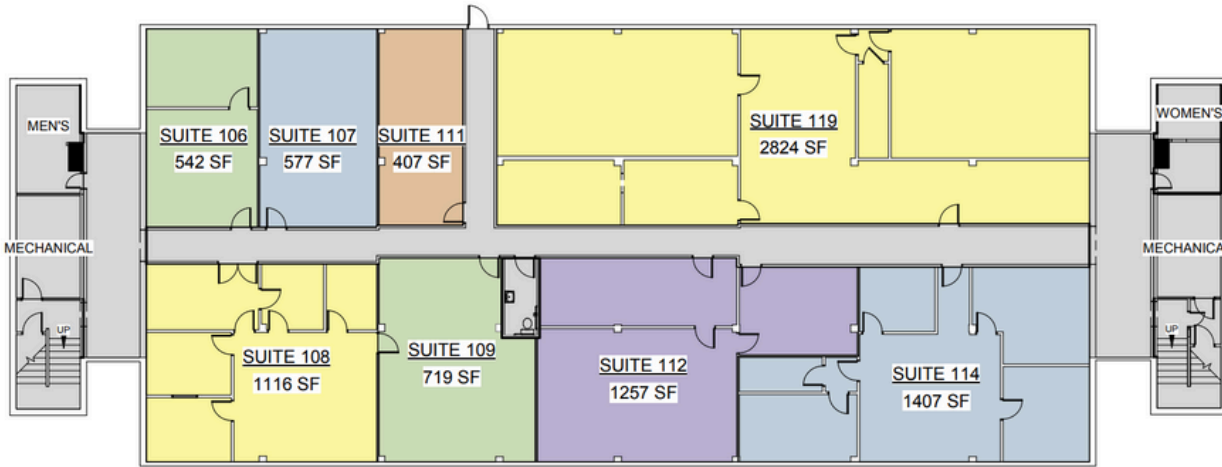 MEN'S
SUITE 106
542 SF
SUITE 107
577 SF
SUITE 111
407 SF
SUITE 119
2824 SF
WOMEN'S
MECHANICAL
MECHANICA
UP
SUITE 108
1116 SF
SUITE 109
719 SF
SUITE 112
1257 SF
SUITE 114
1407 SF
UP